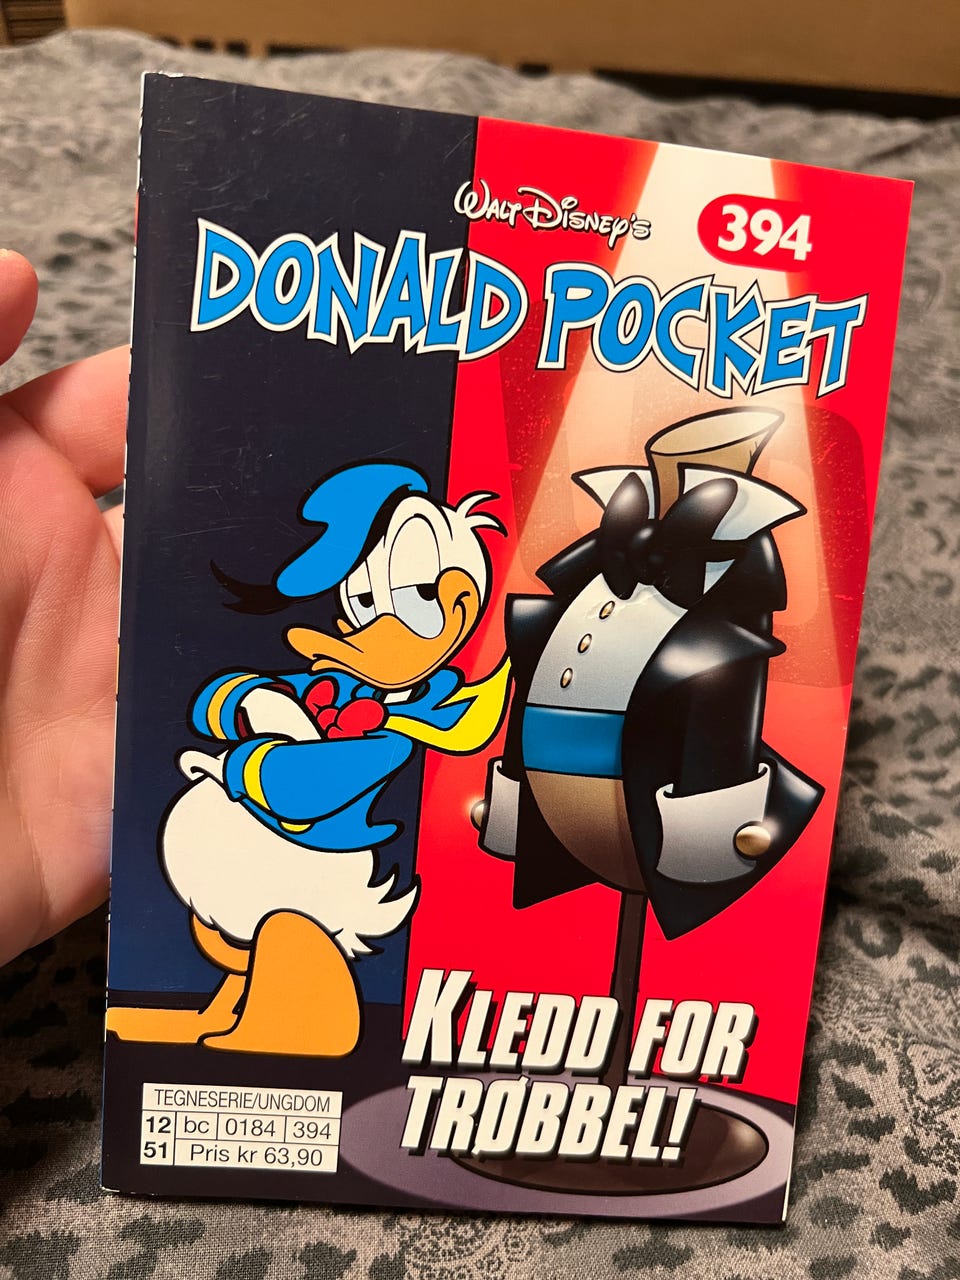 WALT DISNEY'S
394
DONALD POCKET
KLEDD FOR
TRØBBEL!
TEGNESERIE/UNGDOM
12 bc 0184 394
51 Pris kr 63,90